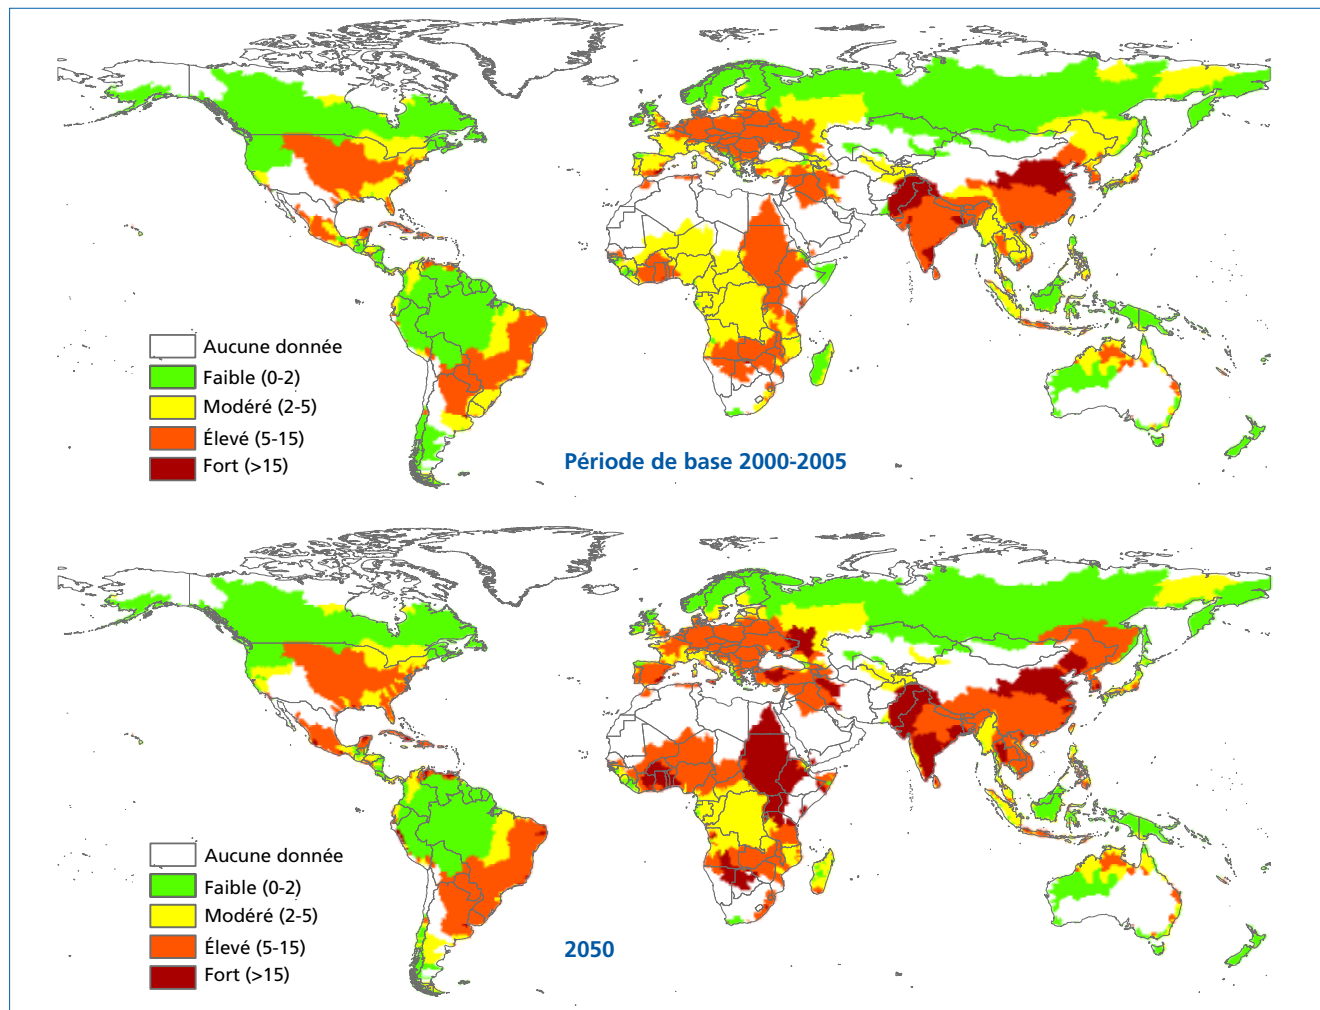 Aucune donnée
Faible (0-2)
Modéré (2-5)
Élevé (5-15)
Fort (>15)
Période de base 2000-2005
Aucune donnée
Faible (0-2)
Modéré (2-5)
Élevé (5-15)
Fort (>15)
2050